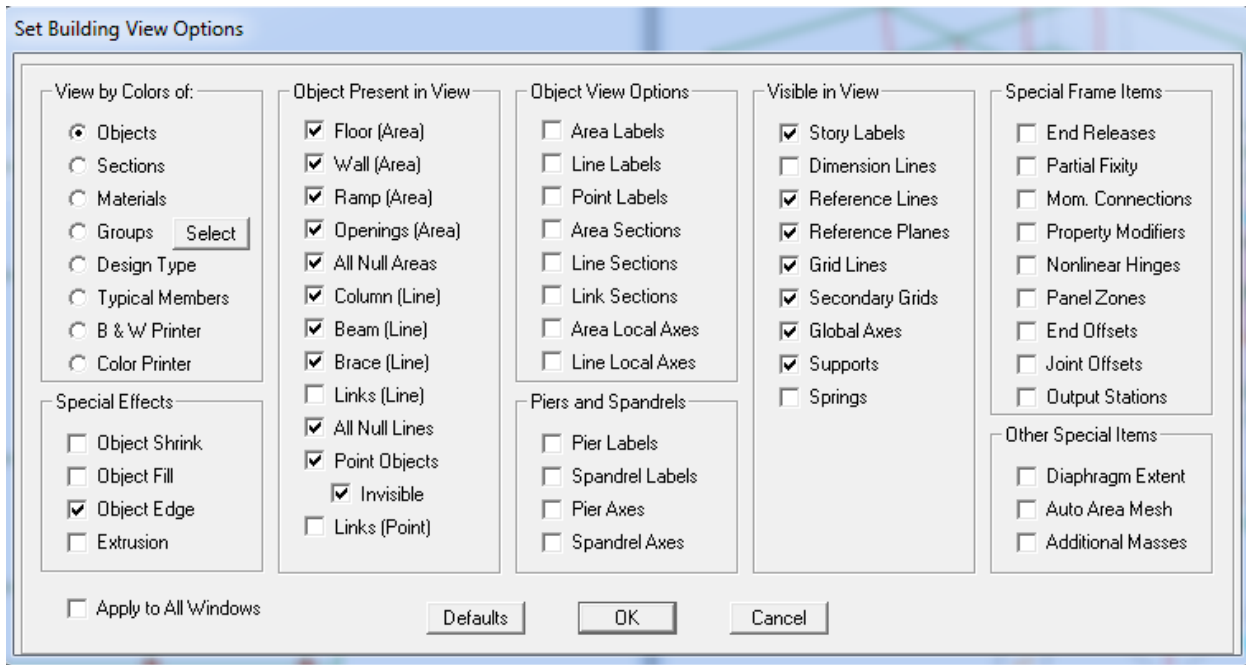 Set Building View Options
View by Colors of:
Objects
Sections
Materials
Groups
Select
Design Type
Typical Members
B & W Printer
Color Printer
Special Effects
Object Shrink
Object Fill
Object Edge
Extrusion
Object Present in View
Floor (Area)
Wall (Area)
Ramp (Area)
Openings (Area)
All Null Areas
Column (Line)
Beam (Line)
Brace (Line)
Links (Line)
All Null Lines
Point Objects
Invisible
Links (Point)
Object View Options
Area Labels
Line Labels
Point Labels
Area Sections
Line Sections
Link Sections
Area Local Axes
Line Local Axes
Piers and Spandrels
Pier Labels
Spandrel Labels
Pier Axes
Spandrel Axes
Visible in View
Story Labels
Dimension Lines
Reference Lines
Reference Planes
Grid Lines
Secondary Grids
Global Axes
Supports
Springs
Special Frame Items
End Releases
Partial Fixity
Mom. Connections
Property Modifiers
Nonlinear Hinges
Panel Zones
End Offsets
Joint Offsets
Output Stations
Other Special Items
Diaphragm Extent
Auto Area Mesh
Additional Masses
Apply to All Windows
Defaults
OK
Cancel